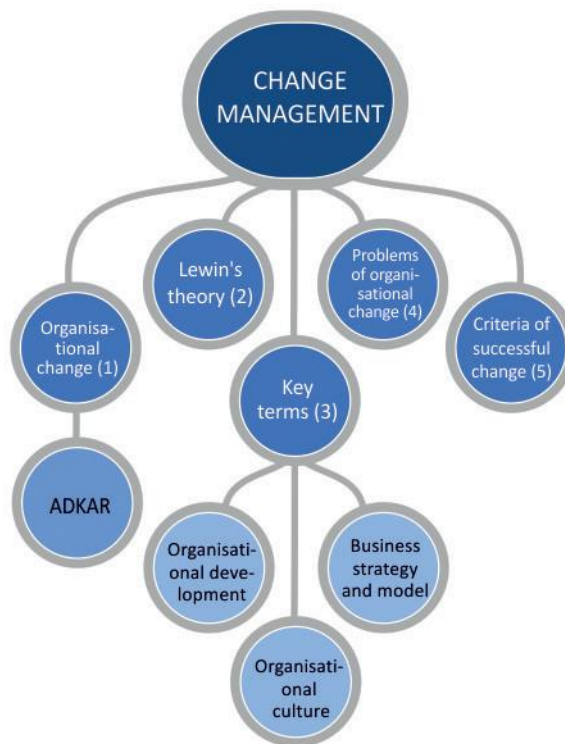 CHANGE
MANAGEMENT
Lewin's
theory (2)
Problems
of organi-
sational
change (4)
Organisa-
tional
change (1)
Criteria of
successful
change (5)
Key
terms (3)
ADKAR
Organisati-
onal deve-
lopment
Business
strategy
and model
Organisati-
onal
culture